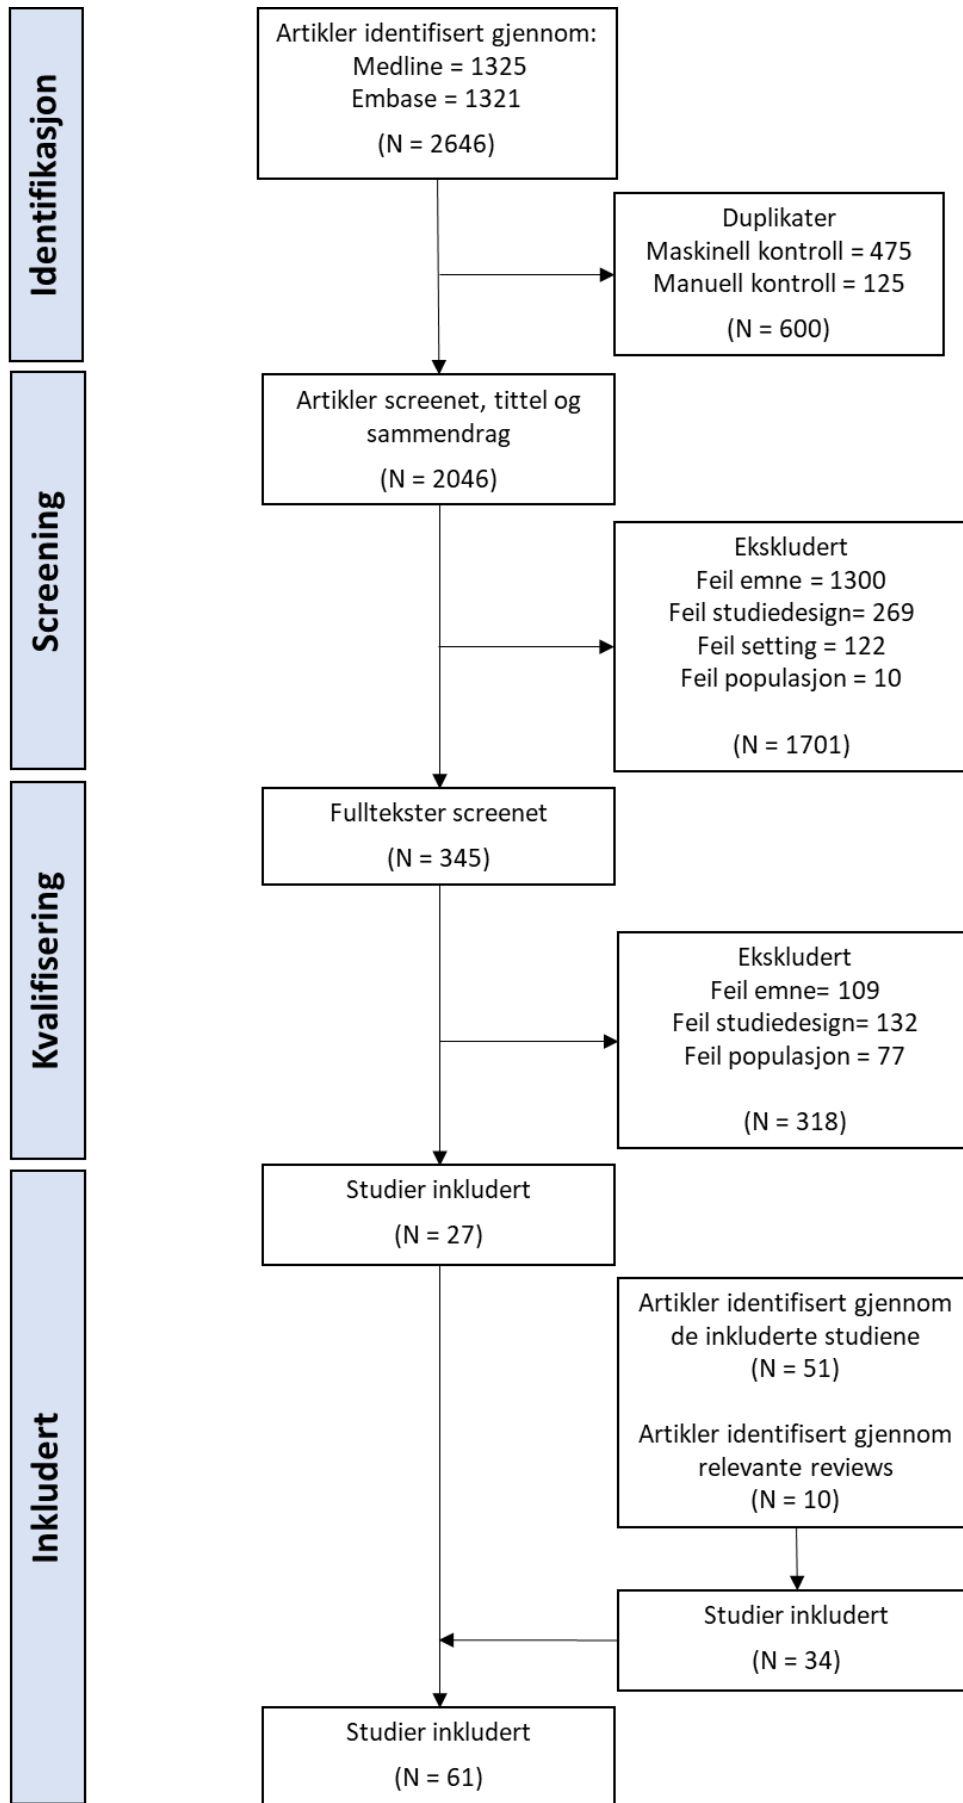 Identifikasjon
Artikler identifisert gjennom:
Medline = 1325
Embase = 1321
(N = 2646)
Duplikater
Maskinell kontroll = 475
Manuell kontroll = 125
(N = 600)
Screening
Artikler screenet, tittel og
sammendrag
(N = 2046)
Ekskludert
Feil emne = 1300
Feil studiedesign= 269
Feil setting = 122
Feil populasjon = 10
(N = 1701)
Kvalifisering
Fulltekster screenet
(N = 345)
Ekskludert
Feil emne= 109
Feil studiedesign= 132
Feil populasjon = 77
(N = 318)
Inkludert
Studier inkludert
(N = 27)
Artikler identifisert gjennom
de inkluderte studiene
(N = 51)
Artikler identifisert gjennom
relevante reviews
(N = 10)
Studier inkludert
(N = 34)
Studier inkludert
(N = 61)